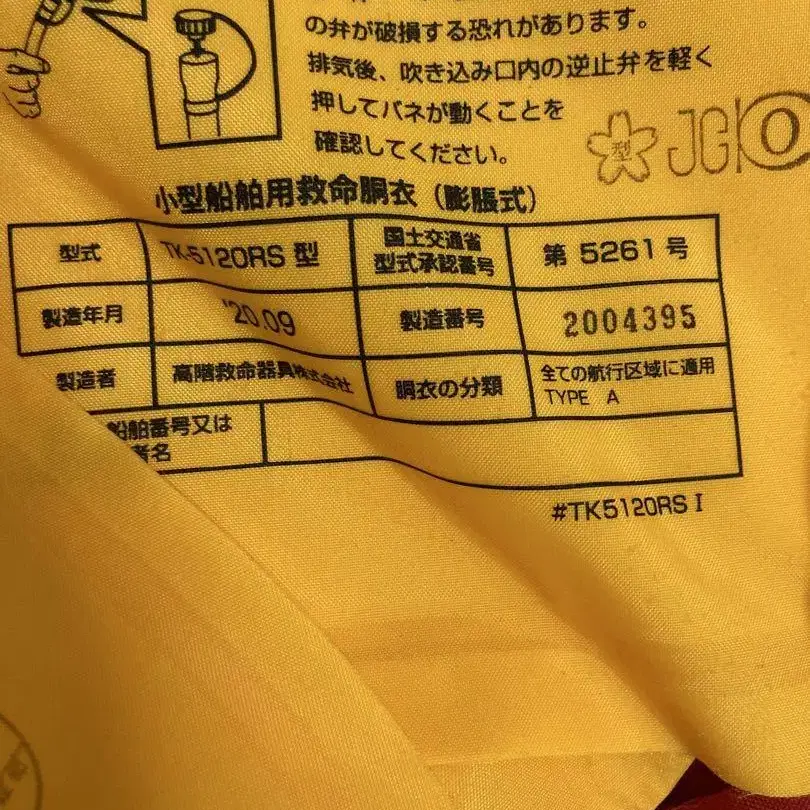 の弁が破損する恐れがあります。
排気後、吹き込み口内の逆止弁を軽く
押してバネが動くことを
確認してください。
型 JCI
小型船舶用救命胴衣（膨脹式）
型式 TK-5120RS 型 国土交通省型式承認番号 第 5261 号
製造年月 '20.09 製造番号 2004395
製造者 高階救命器具株式会社 胴衣の分類 全ての航行区域に適用
TYPE A
船舶番号又は
者名
#TK5120RS I